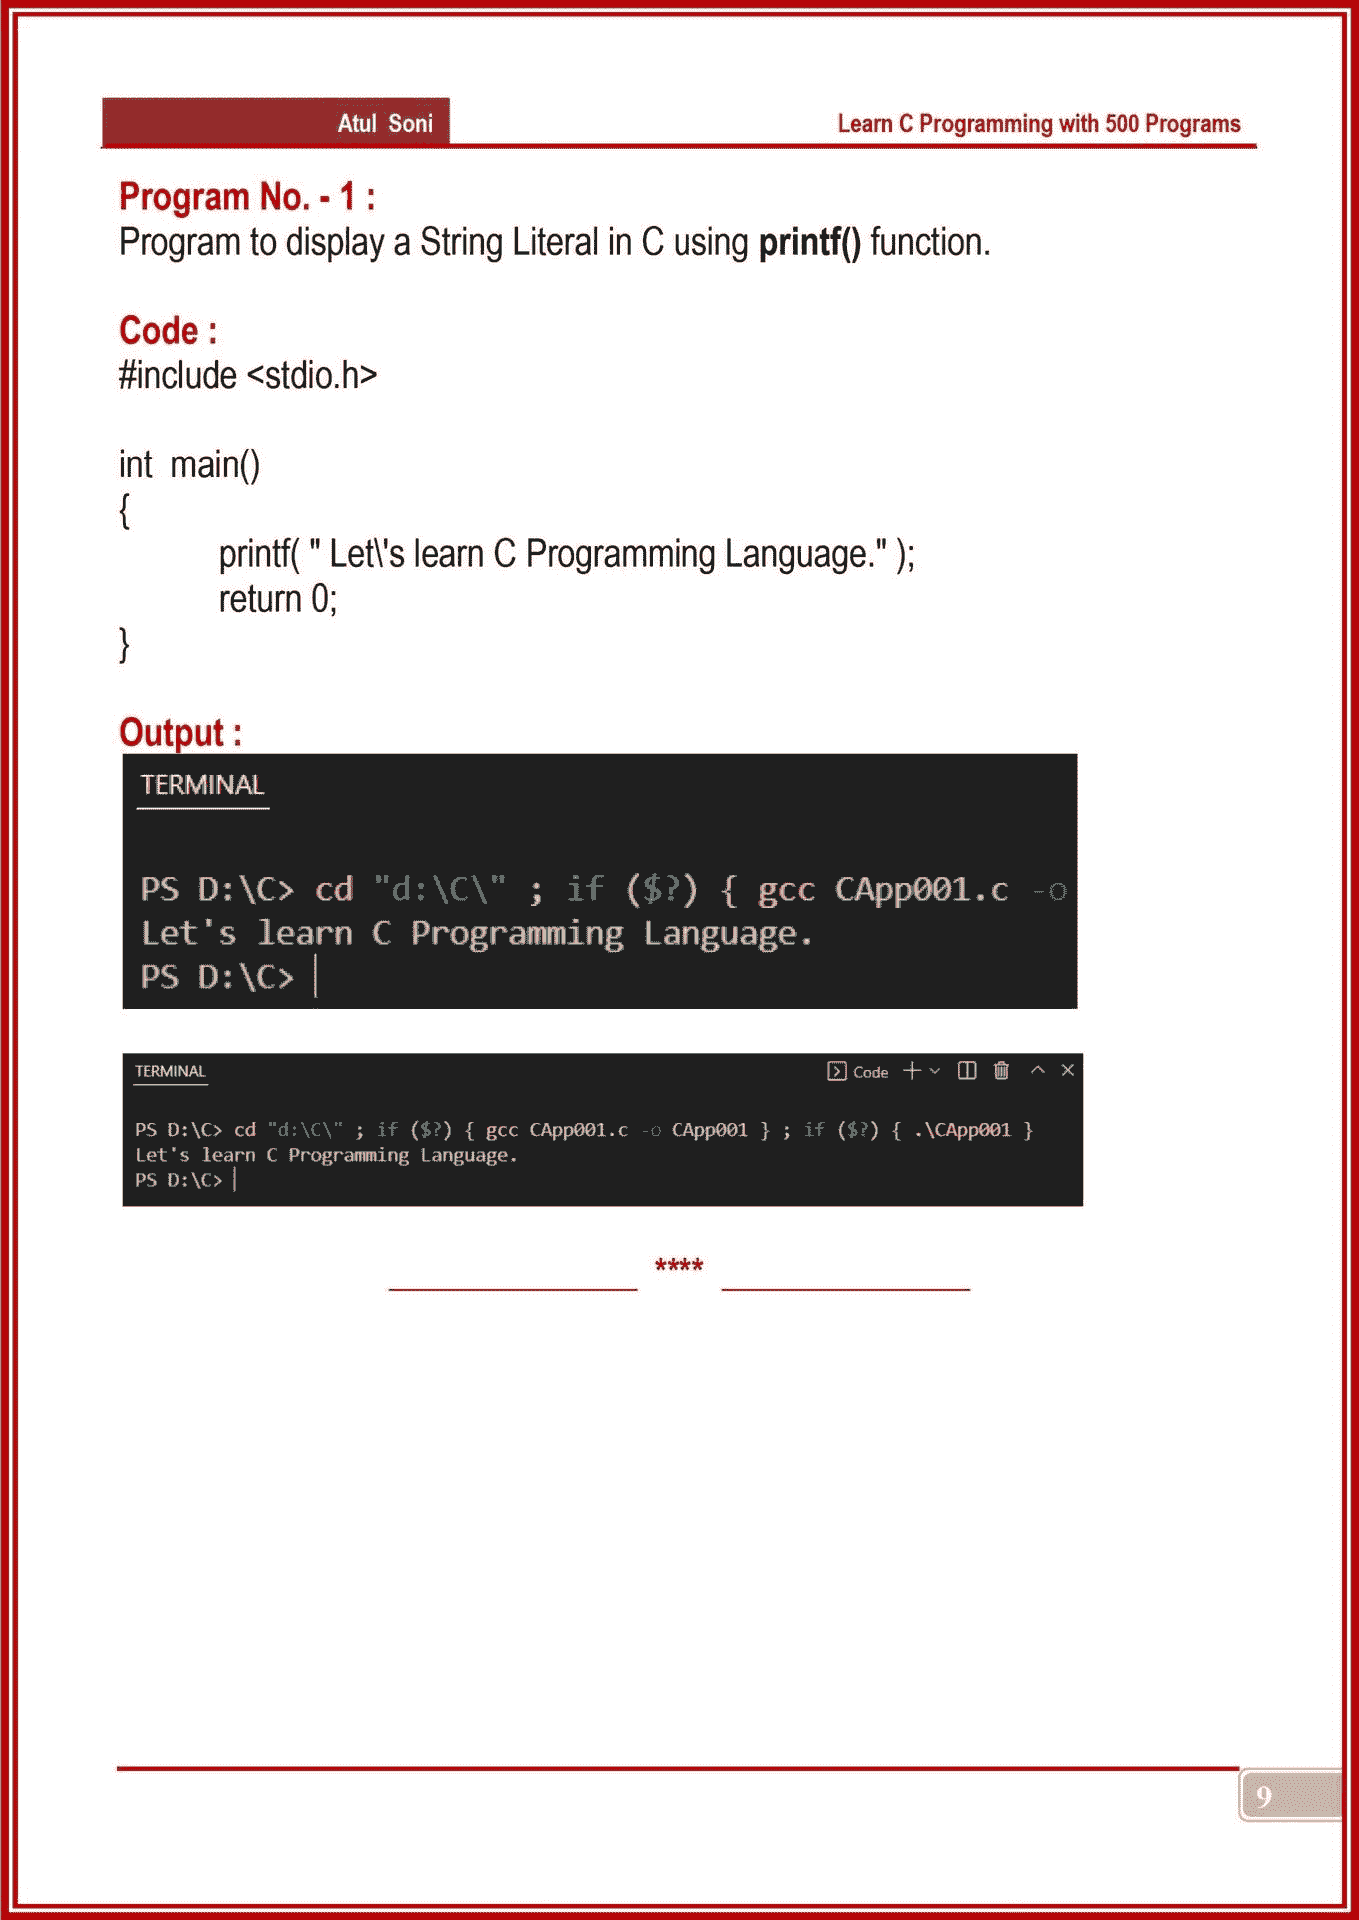 Atul Soni
Learn C Programming with 500 Programs
Program No. - 1 :
Program to display a String Literal in C using printf() function.
Code :
#include <stdio.h>
int main()
{
printf( " Let\'s learn C Programming Language." );
return 0;
}
Output :
TERMINAL
PS D:\C> cd "d:\C\" ; if ($?) { gcc CApp001.c -o
Let's learn C Programming Language.
PS D:\C>
TERMINAL
Code
PS D:\C> cd "d:\C\" ; if ($?) { gcc CApp001.c -o CApp001 } ; if ($?) { .\CApp001 }
Let's learn C Programming Language.
PS D:\C>
****
9